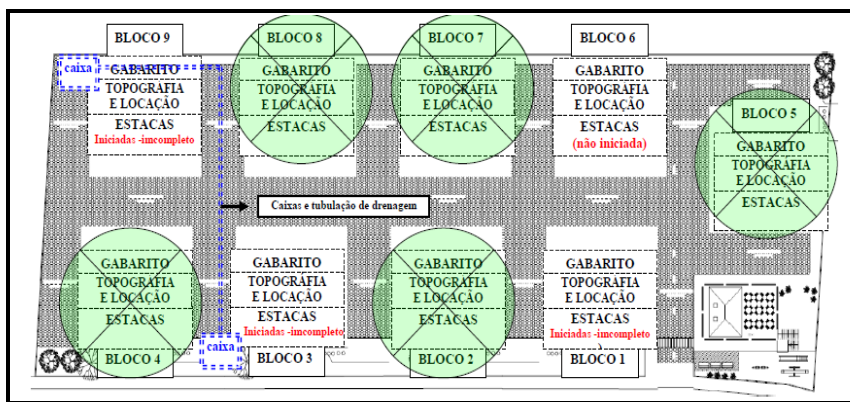 BLOCO 9
BLOCO 8
BLOCO 7
BLOCO 6
caixa
GABARITO
TOPOGRAFIA
E LOCAÇÃO
ESTACAS
Iniciadas -imcompleto
GABARITO
TOPOGRAFIA
E LOCAÇÃO
ESTACAS
GABARITO
TOPOGRAFIA
E LOCAÇÃO
ESTACAS
GABARITO
TOPOGRAFIA
E LOCAÇÃO
ESTACAS
(não iniciada)
BLOCO 5
GABARITO
TOPOGRAFIA
E LOCAÇÃO
ESTACAS
Caixas e tubulação de drenagem
GABARITO
TOPOGRAFIA
E LOCAÇÃO
ESTACAS
GABARITO
TOPOGRAFIA
E LOCAÇÃO
ESTACAS
Iniciadas -imcompleto
GABARITO
TOPOGRAFIA
E LOCAÇÃO
ESTACAS
GABARITO
TOPOGRAFIA
E LOCAÇÃO
ESTACAS
Iniciadas -imcompleto
)
caixa
BLOCO 4
BLOCO 3
BLOCO 2
BLOCO 1